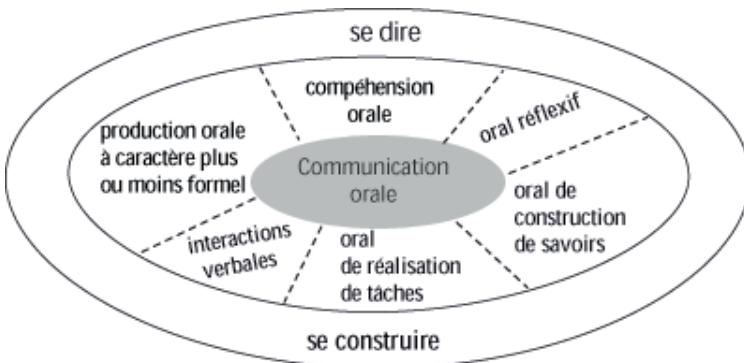 se dire
compéhension
orale
oral réflexif
production orale
à caractère plus
ou moins formel
Communication
orale
oral de
construction
de savoirs
interactions
verbales
oral
de réalisation
de tâches
se construire